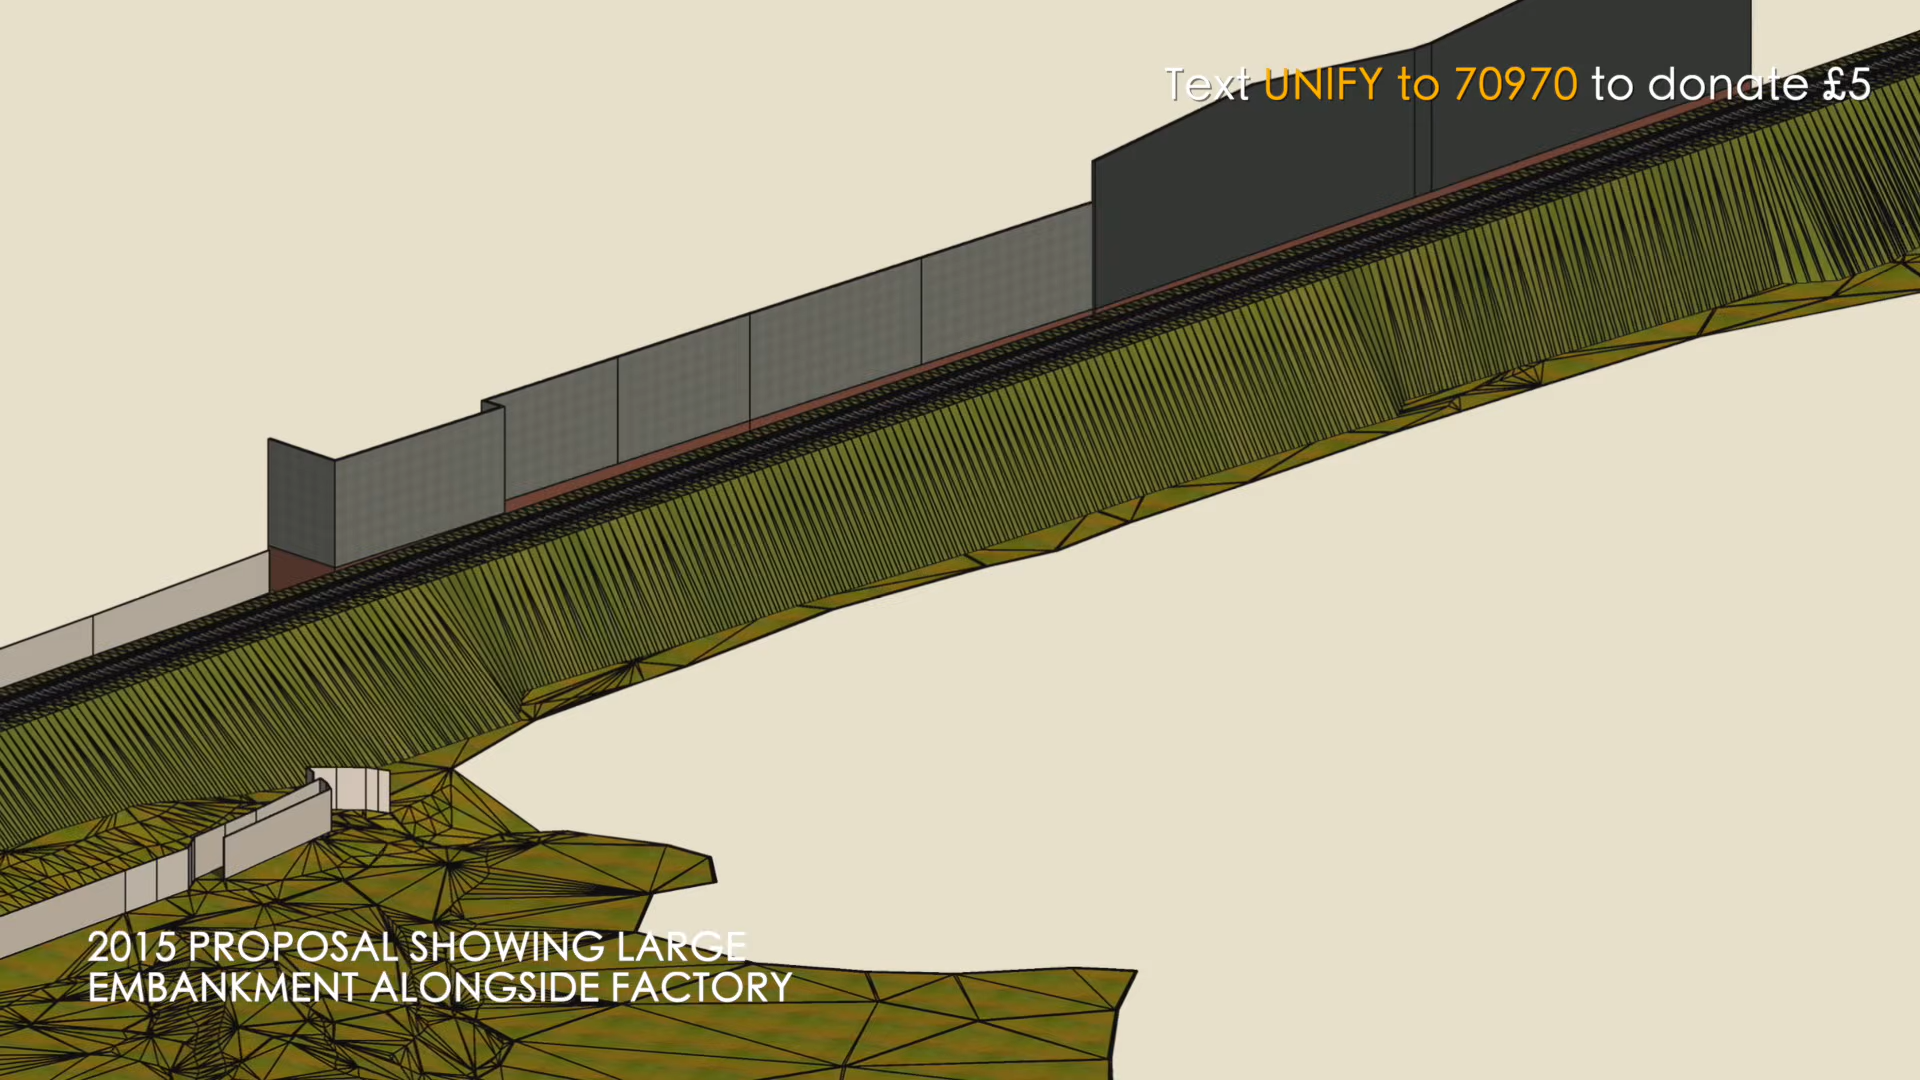 Text UNIFY to 70970 to donate £5
2015 PROPOSAL SHOWING LARGE
EMBANKMENT ALONGSIDE FACTORY